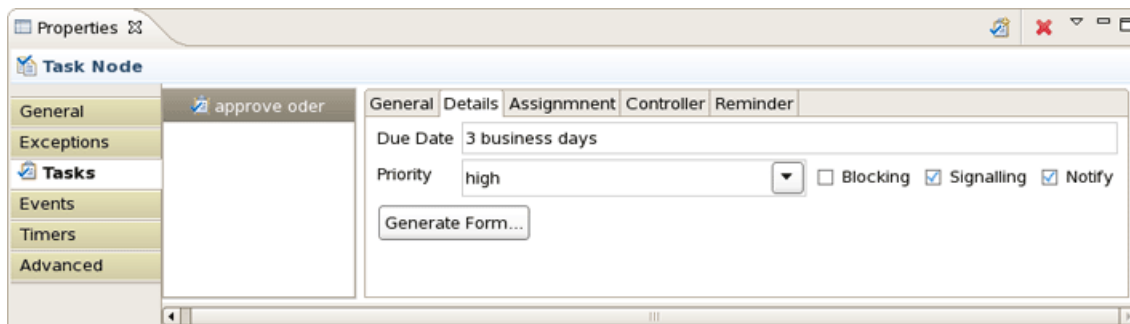 Properties
Task Node
General
Exceptions
Tasks
Events
Timers
Advanced
approve oder
General Details Assignmnent Controller Reminder
Due Date 3 business days
Priority high Blocking Signalling Notify
Generate Form...